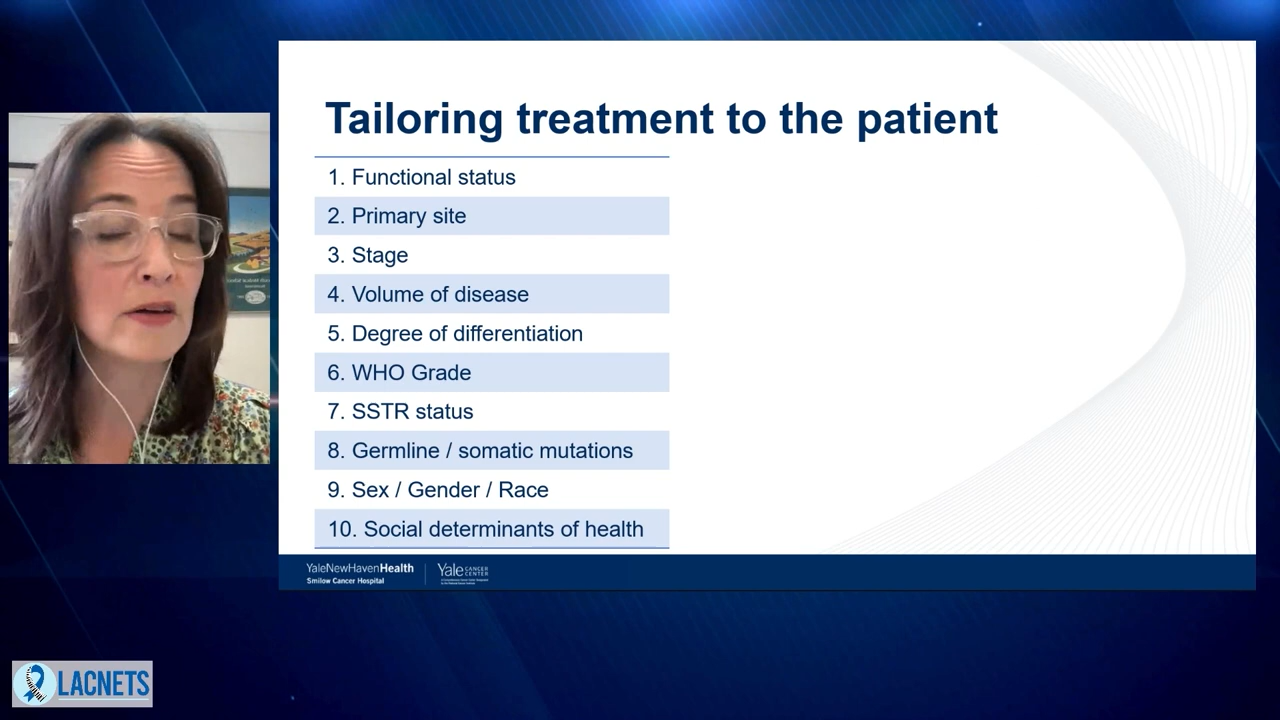 Tailoring treatment to the patient
1. Functional status
2. Primary site
3. Stage
4. Volume of disease
5. Degree of differentiation
6. WHO Grade
7. SSTR status
8. Germline / somatic mutations
9. Sex / Gender / Race
10. Social determinants of health
YaleNewHavenHealth
Smilow Cancer Hospital
Yale CANCER CENTER
LACNETS